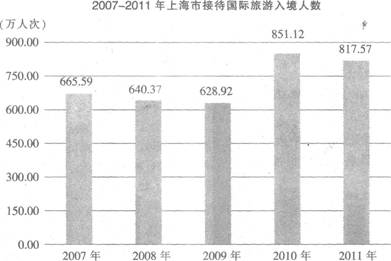 2007-2011 年上海市接待国际旅游入境人数
(万人次)
900.00
750.00
600.00
450.00
300.00
150.00
0.00
665.59
640.37
628.92
851.12
817.57
2007 年
2008 年
2009 年
2010 年
2011 年